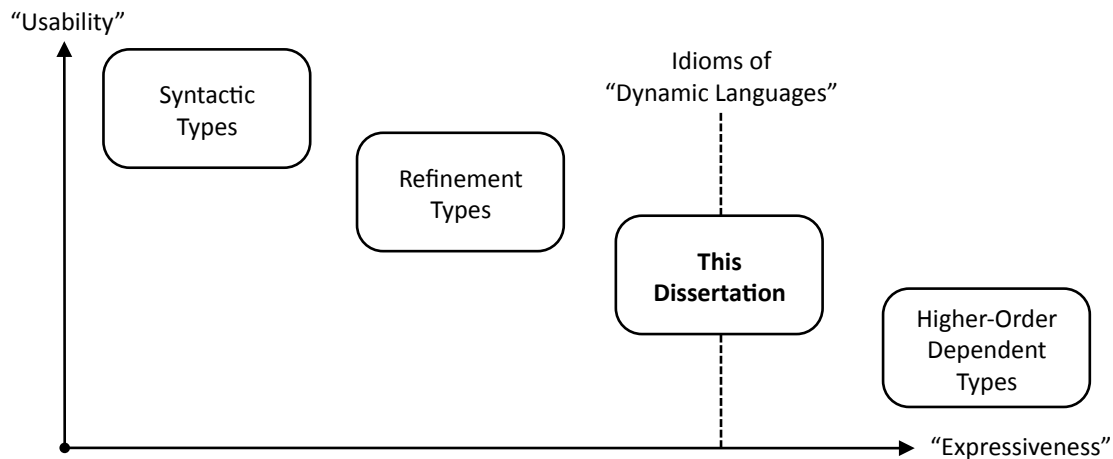 “Usability”
Syntactic
Types
Refinement
Types
Idioms of
“Dynamic Languages”
This
Dissertation
Higher-Order
Dependent
Types
“Expressiveness”